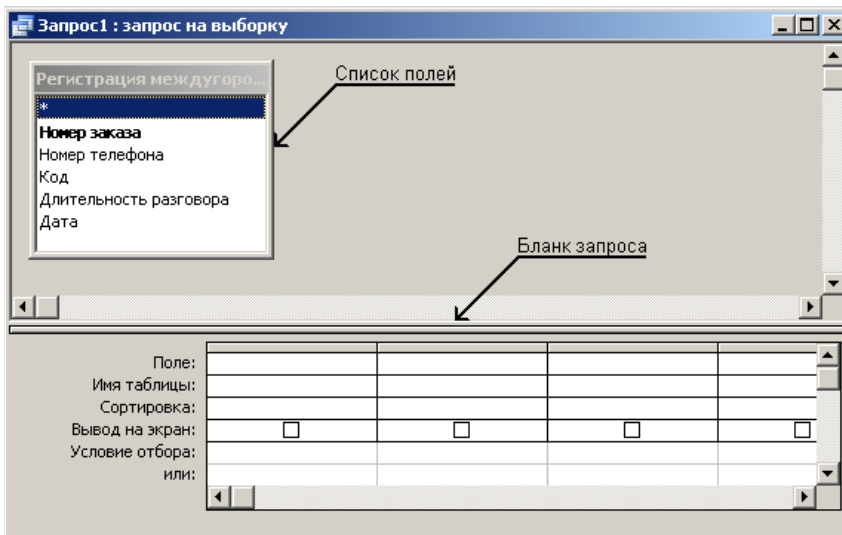 Запрос1 : запрос на выборку
Регистрация междугоро...
Список полей
*
Номер заказа
Номер телефона
Код
Длительность разговора
Дата
Бланк запроса
Поле:
Имя таблицы:
Сортировка:
Вывод на экран:
Условие отбора:
или: